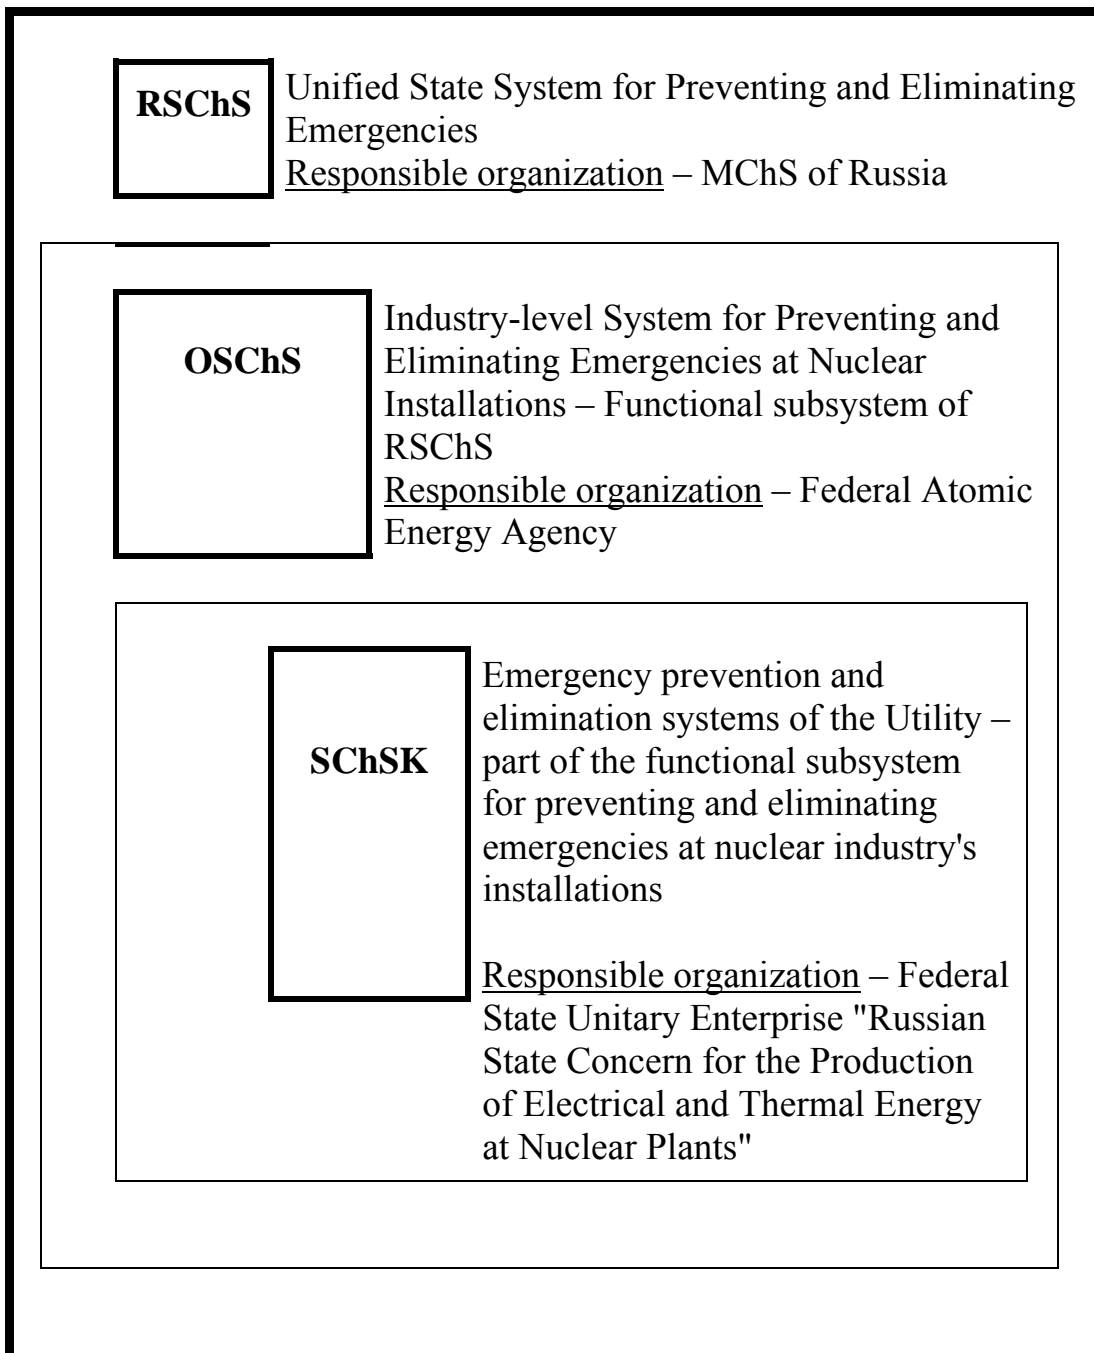 RSChS
Unified State System for Preventing and Eliminating
Emergencies
Responsible organization – MChS of Russia
OSChS
Industry-level System for Preventing and
Eliminating Emergencies at Nuclear
Installations – Functional subsystem of
RSChS
Responsible organization – Federal Atomic
Energy Agency
SChSK
Emergency prevention and
elimination systems of the Utility –
part of the functional subsystem
for preventing and eliminating
emergencies at nuclear industry's
installations
Responsible organization – Federal
State Unitary Enterprise "Russian
State Concern for the Production
of Electrical and Thermal Energy
at Nuclear Plants"